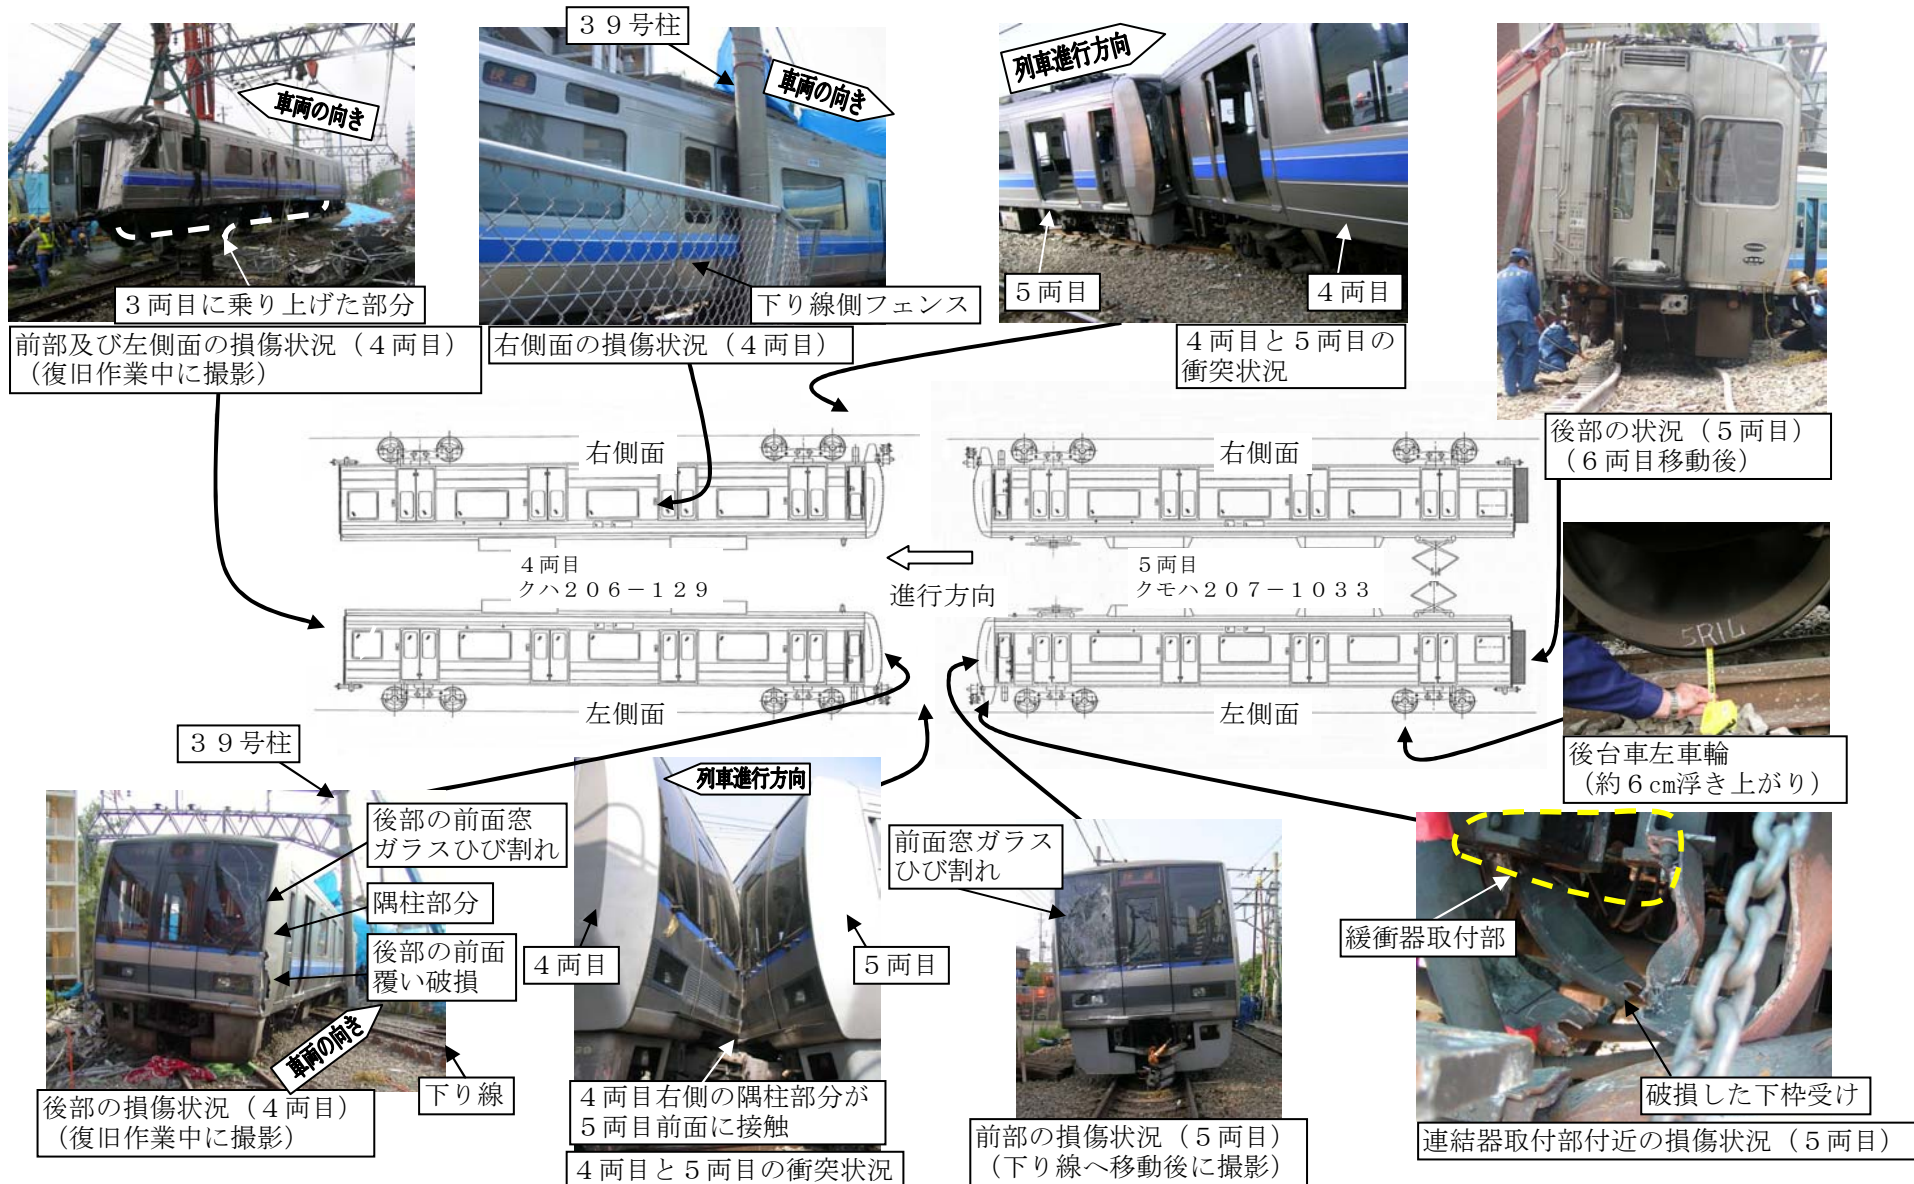 ３９号柱
車両の向き
快速
車両の向き
列車進行方向
３両目に乗り上げた部分
前部及び左側面の損傷状況（４両目）
（復旧作業中に撮影）
下り線側フェンス
右側面の損傷状況（４両目）
５両目
４両目
４両目と５両目の
衝突状況
後部の状況（５両目）
（６両目移動後）
右側面
右側面
４両目
クハ２０６－１２９
進行方向
５両目
クモハ２０７－１０３３
左側面
左側面
5R1L
後台車左車輪
（約６cm浮き上がり）
３９号柱
後部の前面窓
ガラスひび割れ
隅柱部分
後部の前面
覆い破損
車両の向き
下り線
後部の損傷状況（４両目）
（復旧作業中に撮影）
列車進行方向
４両目
５両目
４両目右側の隅柱部分が
５両目前面に接触
４両目と５両目の衝突状況
前面窓ガラス
ひび割れ
前部の損傷状況（５両目）
（下り線へ移動後に撮影）
緩衝器取付部
破損した下枠受け
連結器取付部付近の損傷状況（５両目）